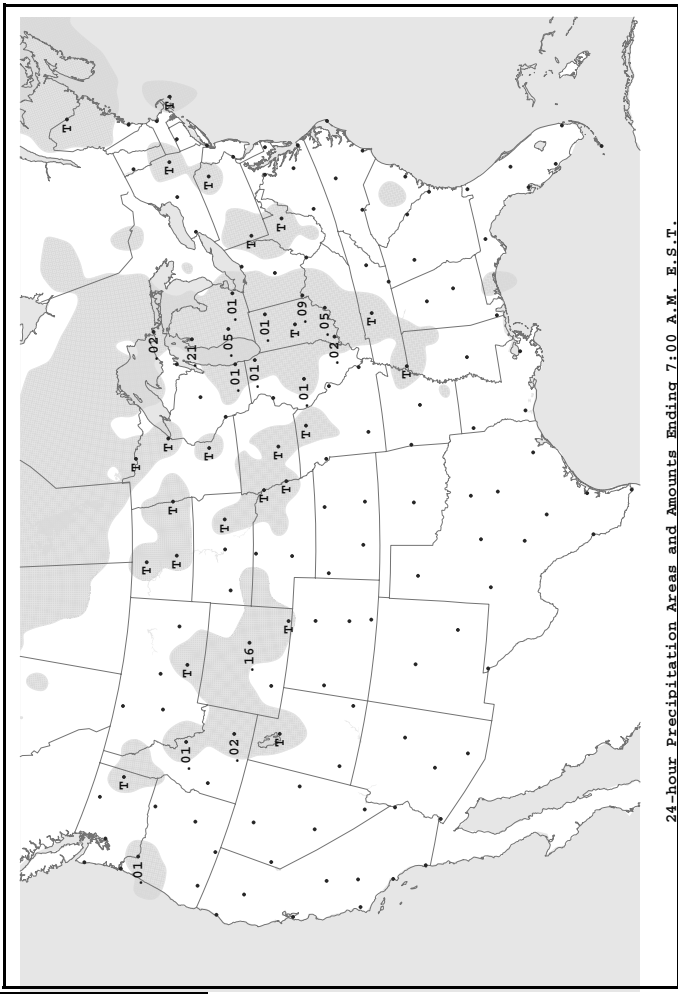 T
T
.01
T
T
.02
T
T
T
T
T
.01
T
.21
T
T
T
.05
.01
.02
.01
.16
T
.01
T
.01
T
T
T
T
T
T
.09
.01
T
.05
.02
T
T
24-hour Precipitation Areas and Amounts Ending 7:00 A.M. E.S.T.